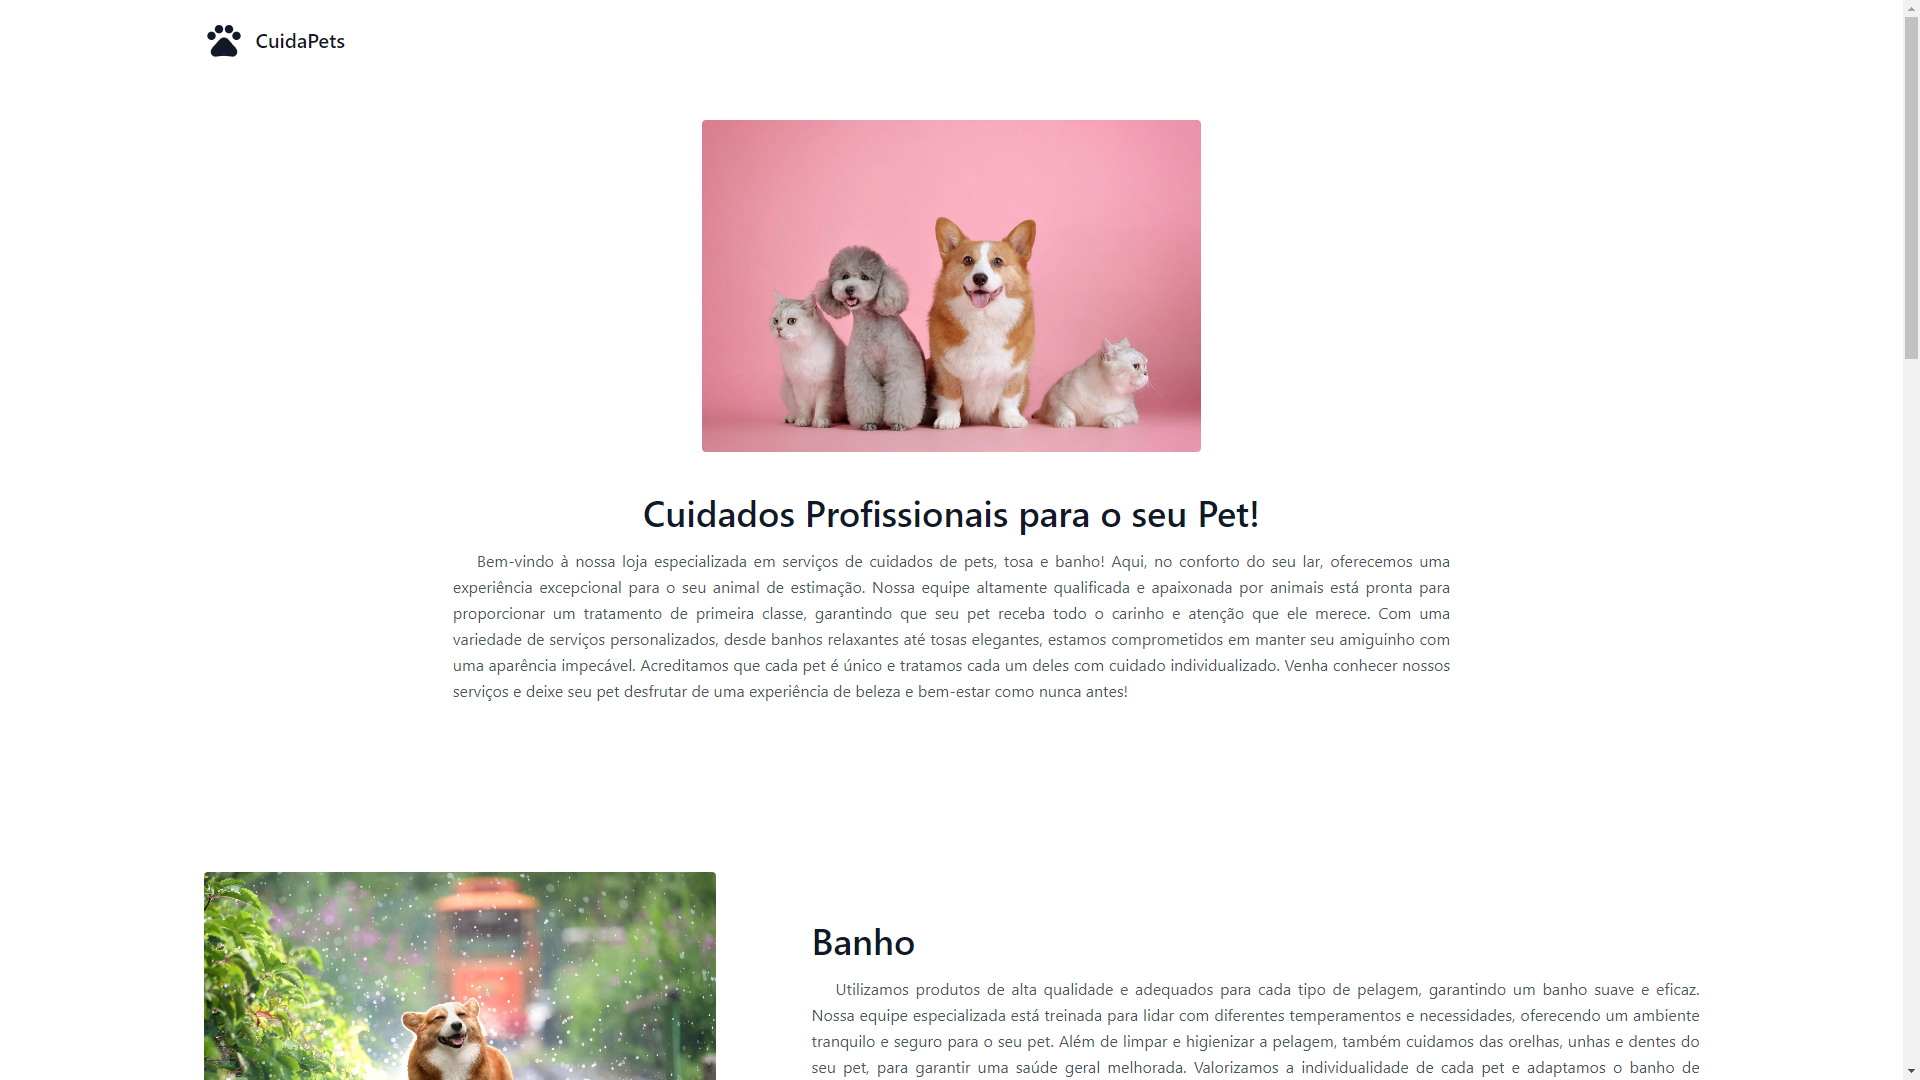 CuidaPets
Cuidados Profissionais para o seu Pet!
Bem-vindo à nossa loja especializada em serviços de cuidados de pets, tosa e banho! Aqui, no conforto do seu lar, oferecemos uma
experiência excepcional para o seu animal de estimação. Nossa equipe altamente qualificada e apaixonada por animais está pronta para
proporcionar um tratamento de primeira classe, garantindo que seu pet receba todo o carinho e atenção que ele merece. Com uma
variedade de serviços personalizados, desde banhos relaxantes até tosas elegantes, estamos comprometidos em manter seu amiguinho com
uma aparência impecável. Acreditamos que cada pet é único e tratamos cada um deles com cuidado individualizado. Venha conhecer nossos
serviços e deixe seu pet desfrutar de uma experiência de beleza e bem-estar como nunca antes!
Banho
Utilizamos produtos de alta qualidade e adequados para cada tipo de pelagem, garantindo um banho suave e eficaz.
Nossa equipe especializada está treinada para lidar com diferentes temperamentos e necessidades, oferecendo um ambiente
tranquilo e seguro para o seu pet. Além de limpar e higienizar a pelagem, também cuidamos das orelhas, unhas e dentes do
seu pet, para garantir uma saúde geral melhorada. Valorizamos a individualidade de cada pet e adaptamos o banho de